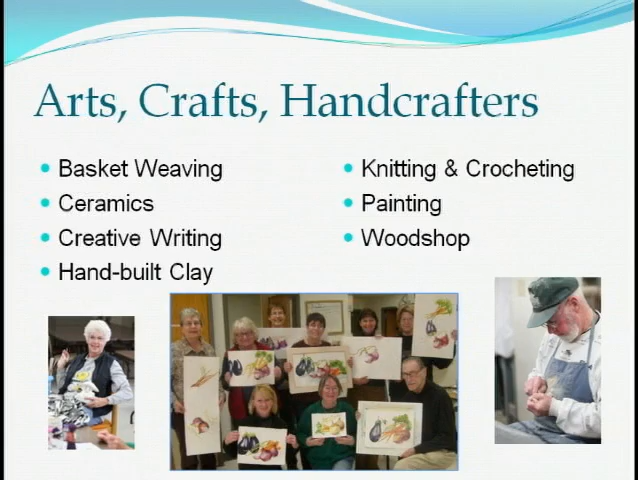 Arts, Crafts, Handcrafters
Basket Weaving
Ceramics
Creative Writing
Hand-built Clay
Knitting & Crocheting
Painting
Woodshop